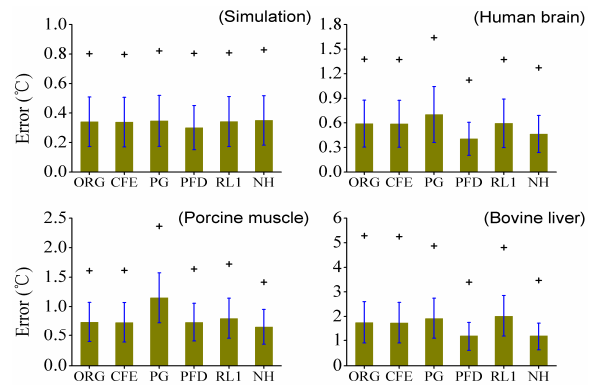 (Simulation)
1.0
0.8
0.6
0.4
0.2
0.0
Error (℃)
ORG CFE PG PFD RL1 NH
(Human brain)
1.8
1.5
1.2
0.9
0.6
0.3
0.0
ORG CFE PG PFD RL1 NH
(Porcine muscle)
2.5
2.0
1.5
1.0
0.5
0.0
Error (℃)
ORG CFE PG PFD RL1 NH
(Bovine liver)
6
5
4
3
2
1
0
ORG CFE PG PFD RL1 NH